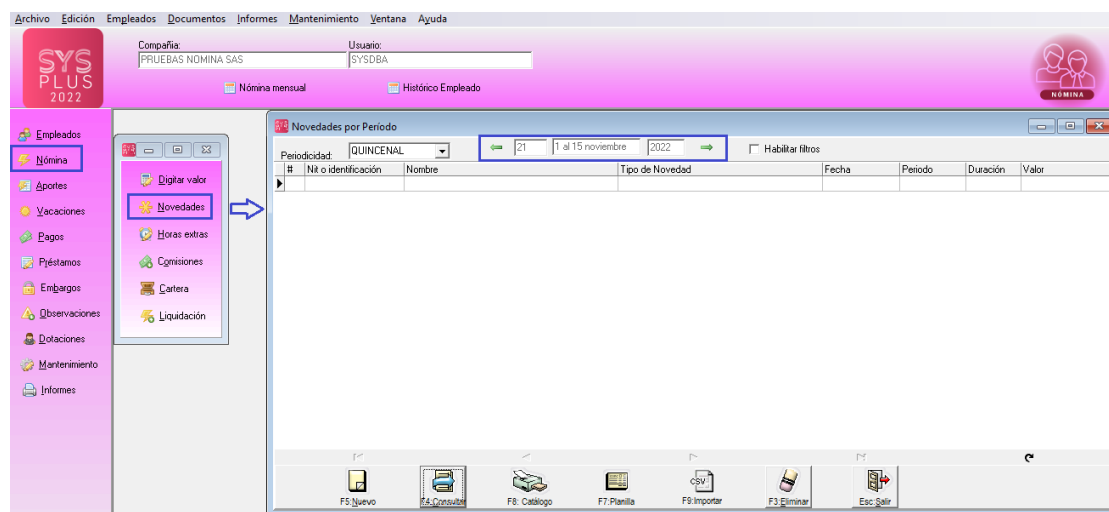 Archivo Edición Empleados Documentos Informes Mantenimiento Ventana Ayuda
SYS
PLUS
2022
Compañia:
PRUEBAS NOMINA SAS
Usuario:
SYSDBA
Nómina mensual
Histórico Empleado
NÓMINA
Empleados
Nómina
Aportes
Vacaciones
Pagos
Préstamos
Embargos
Observaciones
Dotaciones
Mantenimiento
Informes
Digitar valor
Novedades
Horas extras
Comisiones
Cartera
Liquidación
Novedades por Período
Periodicidad: QUINCENAL 21 1 al 15 noviembre 2022 Habilitar filtros
# Nit o identificación Nombre Tipo de Novedad Fecha Periodo Duración Valor
CSV
F5:Nuevo F4:Consultar F8: Catálogo F7:Planilla F9:Importar F3:Eliminar Esc:Salir